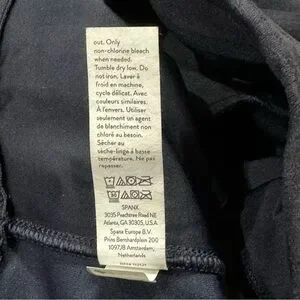 out. Only
non-chlorine bleach
when needed.
Tumble dry low. Do
not iron. Laver à
froid en machine,
cycle délicat. Avec
couleurs similaires.
À l'envers. Utiliser
seulement un agent
de blanchiment non
chloré au besoin.
Sécher au
sèche-linge à basse
température. Ne pas
repasser.
SPANX
3035 Peachtree Road NE
Atlanta, GA 30305, U.S.A.
Spanx Europe B.V.
Prins Bernhardplein 200
1097JB Amsterdam,
Netherlands